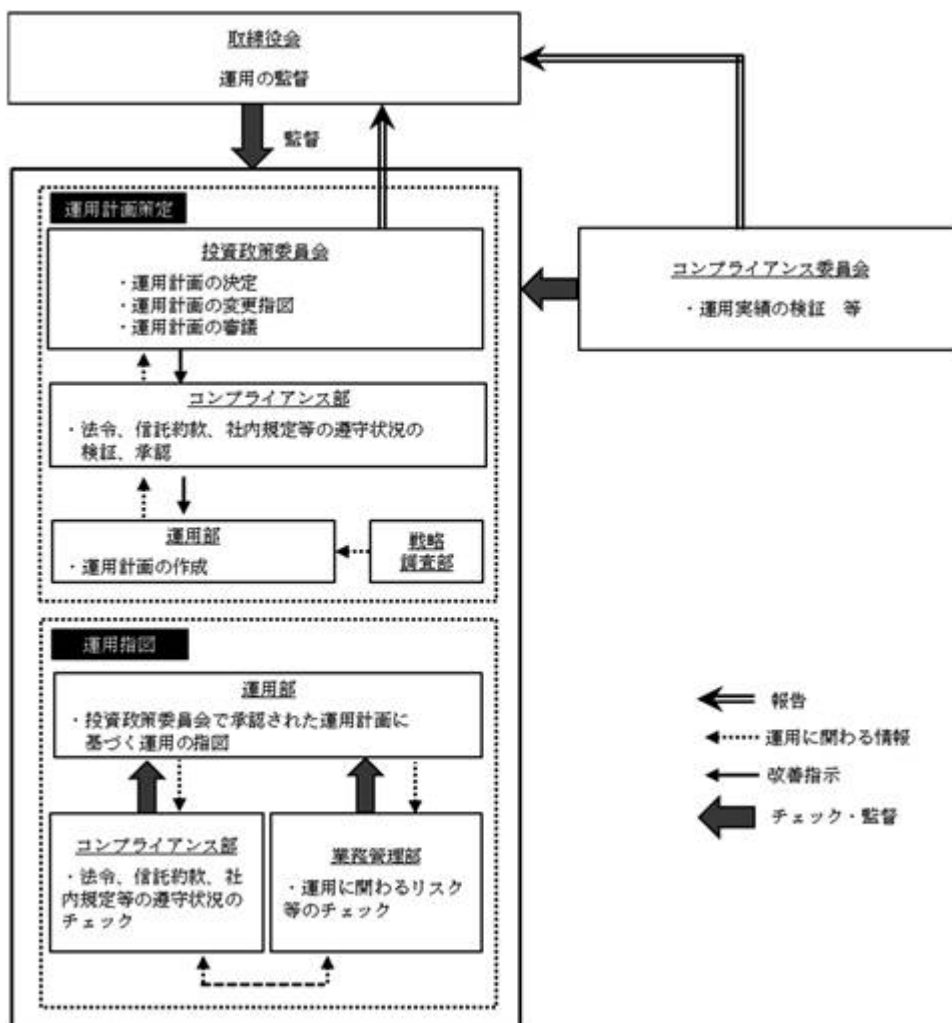 取締役会
運用の監督
監督
運用計画策定
投資政策委員会
・運用計画の決定
・運用計画の変更指図
・運用計画の審議
コンプライアンス委員会
・運用実績の検証 等
コンプライアンス部
・法令、信託約款、社内規定等の遵守状況の
検証、承認
運用部
・運用計画の作成
戦略
調査部
運用指図
運用部
・投資政策委員会で承認された運用計画に
基づく運用の指図
コンプライアンス部
・法令、信託約款、社
内規定等の遵守状況の
チェック
業務管理部
・運用に関わるリスク
等のチェック
報告
運用に関わる情報
改善指示
チェック・監督